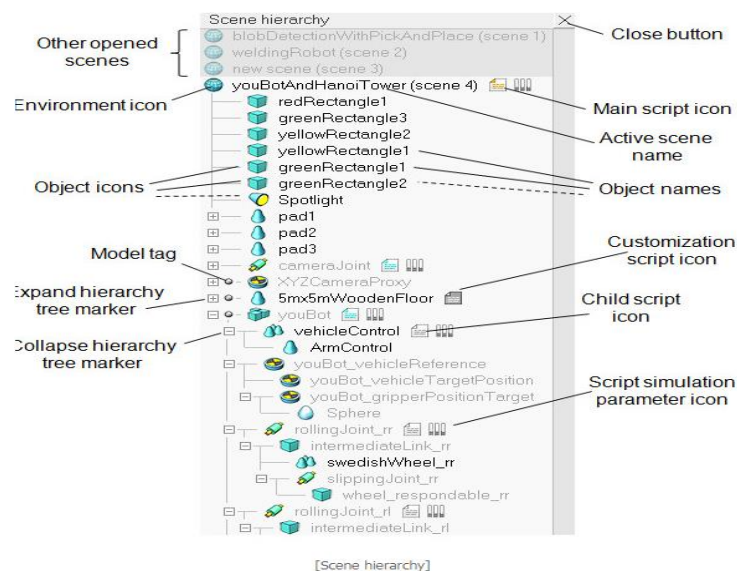 Scene hierarchy
blobDetectionWithPickAndPlace (scene 1)
weldingRobot (scene 2)
new scene (scene 3)
youBotAndHanoiTower (scene 4)
redRectangle1
greenRectangle3
yellowRectangle2
yellowRectangle1
greenRectangle1
greenRectangle2
Spotlight
pad1
pad2
pad3
cameraJoint
XYZCameraProxy
5mx5mWoodenFloor
youBot
vehicleControl
ArmControl
youBot_vehicleReference
youBot_vehicleTargetPosition
youBot_gripperPositionTarget
Sphere
rollingJoint_rr
intermediateLink_rr
swedishWheel_rr
slippingJoint_rr
wheel_respondable_rr
rollingJoint_rl
intermediateLink_rl
Other opened
scenes
Environment icon
Object icons
Model tag
Expand hierarchy
tree marker
Collapse hierarchy
tree marker
Close button
Main script icon
Active scene
name
Object names
Customization
script icon
Child script
icon
Script simulation
parameter icon
[Scene hierarchy]